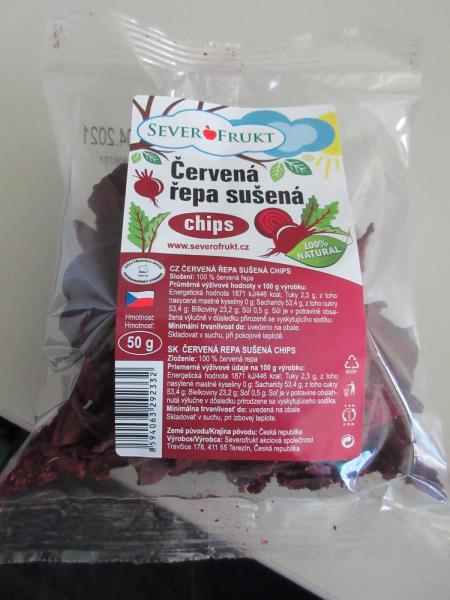 SEVEROFRUKT
Červená
řepa sušená
chips
www.severofrukt.cz
100%
NATURAL
CZ ČERVENÁ ŘEPA SUŠENÁ CHIPS
Složení: 100 % červená řepa
Průměrné výživové hodnoty v 100 g výrobku:
Energetická hodnota 1871 kJ/446 kcal; Tuky 2,3 g, z toho
nasycené mastné kyseliny 0 g; Sacharidy 53,4 g, z toho cukry
53,4 g; Bílkoviny 23,2 g; Sůl 0,5 g. Sůl je v potravině obsa-
žena výlučně v důsledku přirozeně se vyskytujícího sodíku.
Minimální trvanlivost do: uvedeno na obale.
Skladovat v suchu, při pokojové teplotě.
Hmotnost:
Hmotnosť:
50 g
SK ČERVENÁ ŘEPA SUŠENÁ CHIPS
Zloženie: 100 % červená řepa
Priemerné výživové údaje na 100 g výrobku:
Energetická hodnota 1871 kJ/446 kcal; Tuky 2,3 g, z toho
nasýtené mastné kyseliny 0 g; Sacharidy 53,4 g, z toho cukry
53,4 g; Bielkoviny 23,2 g; Soľ 0,5 g. Soľ je v potravine obsiah-
nutá výlučne v dôsledku prirodzene sa vyskytujúceho sodíka.
Minimálna trvanlivosť do: uvedené na obale.
Skladovať v suchu, pri izbovej teplote.
Země původu/Krajina pôvodu: Česká republika
Výrobce/Výrobca: Severofrukt akciová společnost
Travčice 178, 411 55 Terezín, Česká republika
8594063092332
04.2021